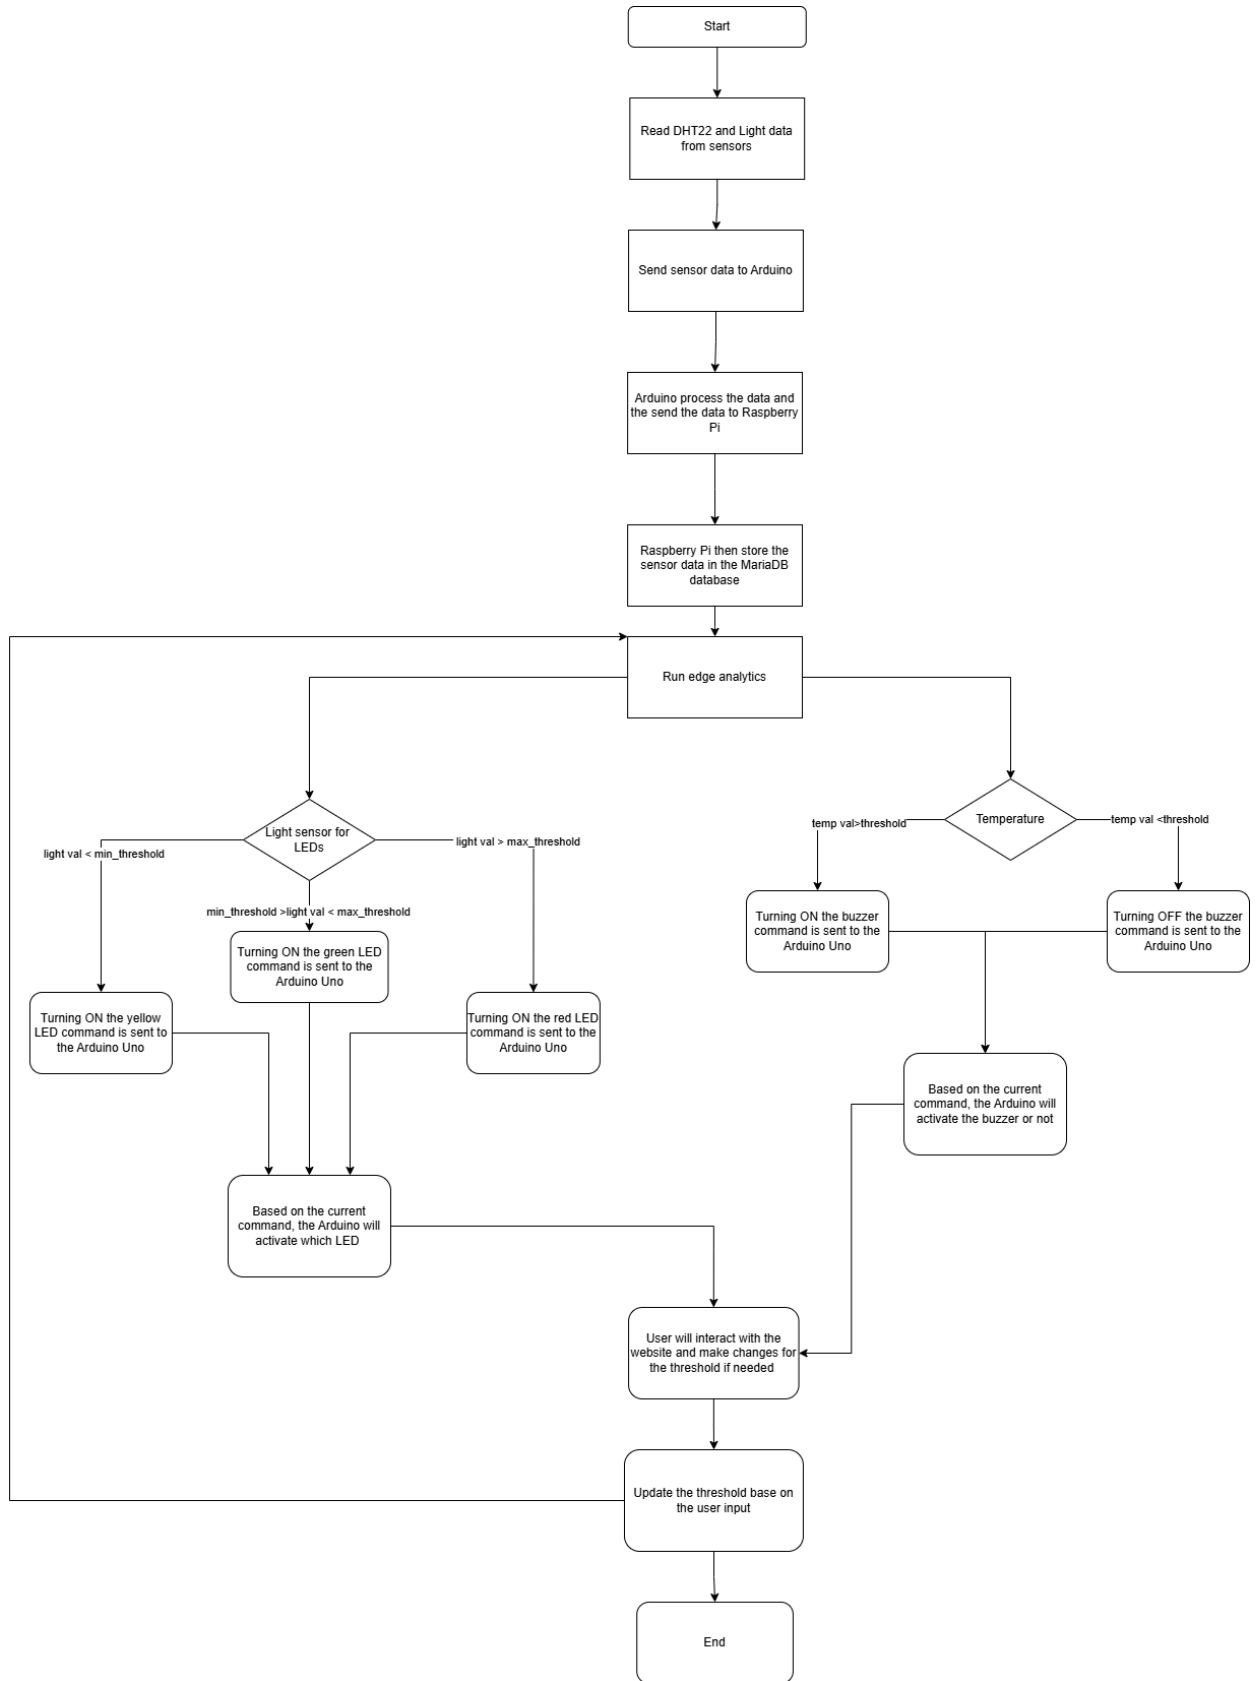 Start
Read DHT22 and Light data
from sensors
Send sensor data to Arduino
Arduino process the data and
the send the data to Raspberry
Pi
Raspberry Pi then store the
sensor data in the MariaDB
database
Run edge analytics
Light sensor for
LEDs
light val < min_threshold
light val > max_threshold
min_threshold >light val < max_threshold
Temperature
temp val>threshold
temp val <threshold
Turning ON the buzzer
command is sent to the
Arduino Uno
Turning OFF the buzzer
command is sent to the
Arduino Uno
Turning ON the green LED
command is sent to the
Arduino Uno
Turning ON the yellow
LED command is sent to
the Arduino Uno
Turning ON the red LED
command is sent to the
Arduino Uno
Based on the current
command, the Arduino will
activate the buzzer or not
Based on the current
command, the Arduino will
activate which LED
User will interact with the
website and make changes for
the threshold if needed
Update the threshold base on
the user input
End